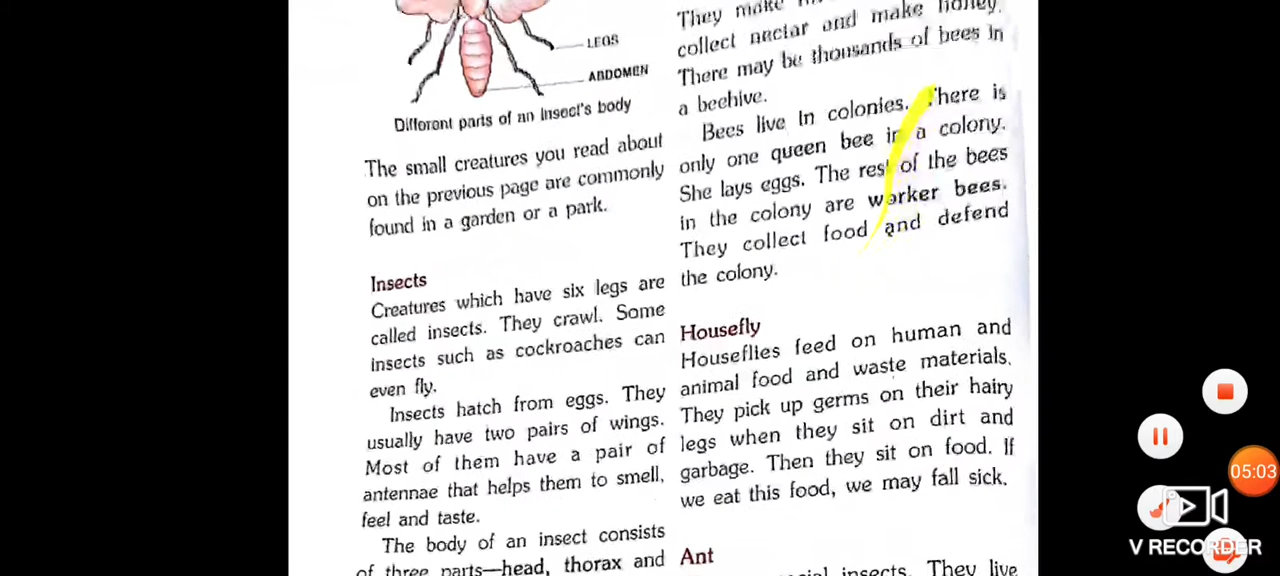 LEGS
ABDOMEN
Different parts of an insect's body
The small creatures you read about
on the previous page are commonly
found in a garden or a park.
Insects
Creatures which have six legs are
called insects. They crawl. Some
insects such as cockroaches can
even fly.
Insects hatch from eggs. They
usually have two pairs of wings.
Most of them have a pair of
antennae that helps them to smell,
feel and taste.
The body of an insect consists
of three parts—head, thorax and
They make
collect nectar and make honey.
There may be thousands of bees in
a beehive.
Bees live in colonies. There is
only one queen bee in a colony.
She lays eggs. The rest of the bees
in the colony are worker bees.
They collect food and defend
the colony.
Housefly
Houseflies feed on human and
animal food and waste materials.
They pick up germs on their hairy
legs when they sit on dirt and
garbage. Then they sit on food. If
we eat this food, we may fall sick.
Ant
insects. They live
05:03
V RECORDER